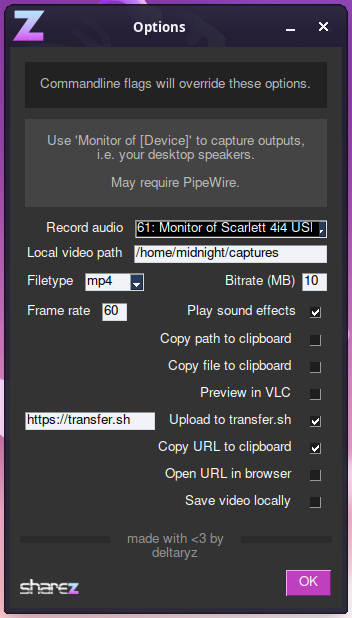 Z
Options
Commandline flags will override these options.
Use 'Monitor of [Device]' to capture outputs,
i.e. your desktop speakers.
May require PipeWire.
Record audio 61: Monitor of Scarlett 4i4 USI
Local video path /home/midnight/captures
Filetype mp4 Bitrate (MB) 10
Frame rate 60 Play sound effects
Copy path to clipboard
Copy file to clipboard
Preview in VLC
https://transfer.sh Upload to transfer.sh
Copy URL to clipboard
Open URL in browser
Save video locally
made with <3 by
deltaryz
sharez OK